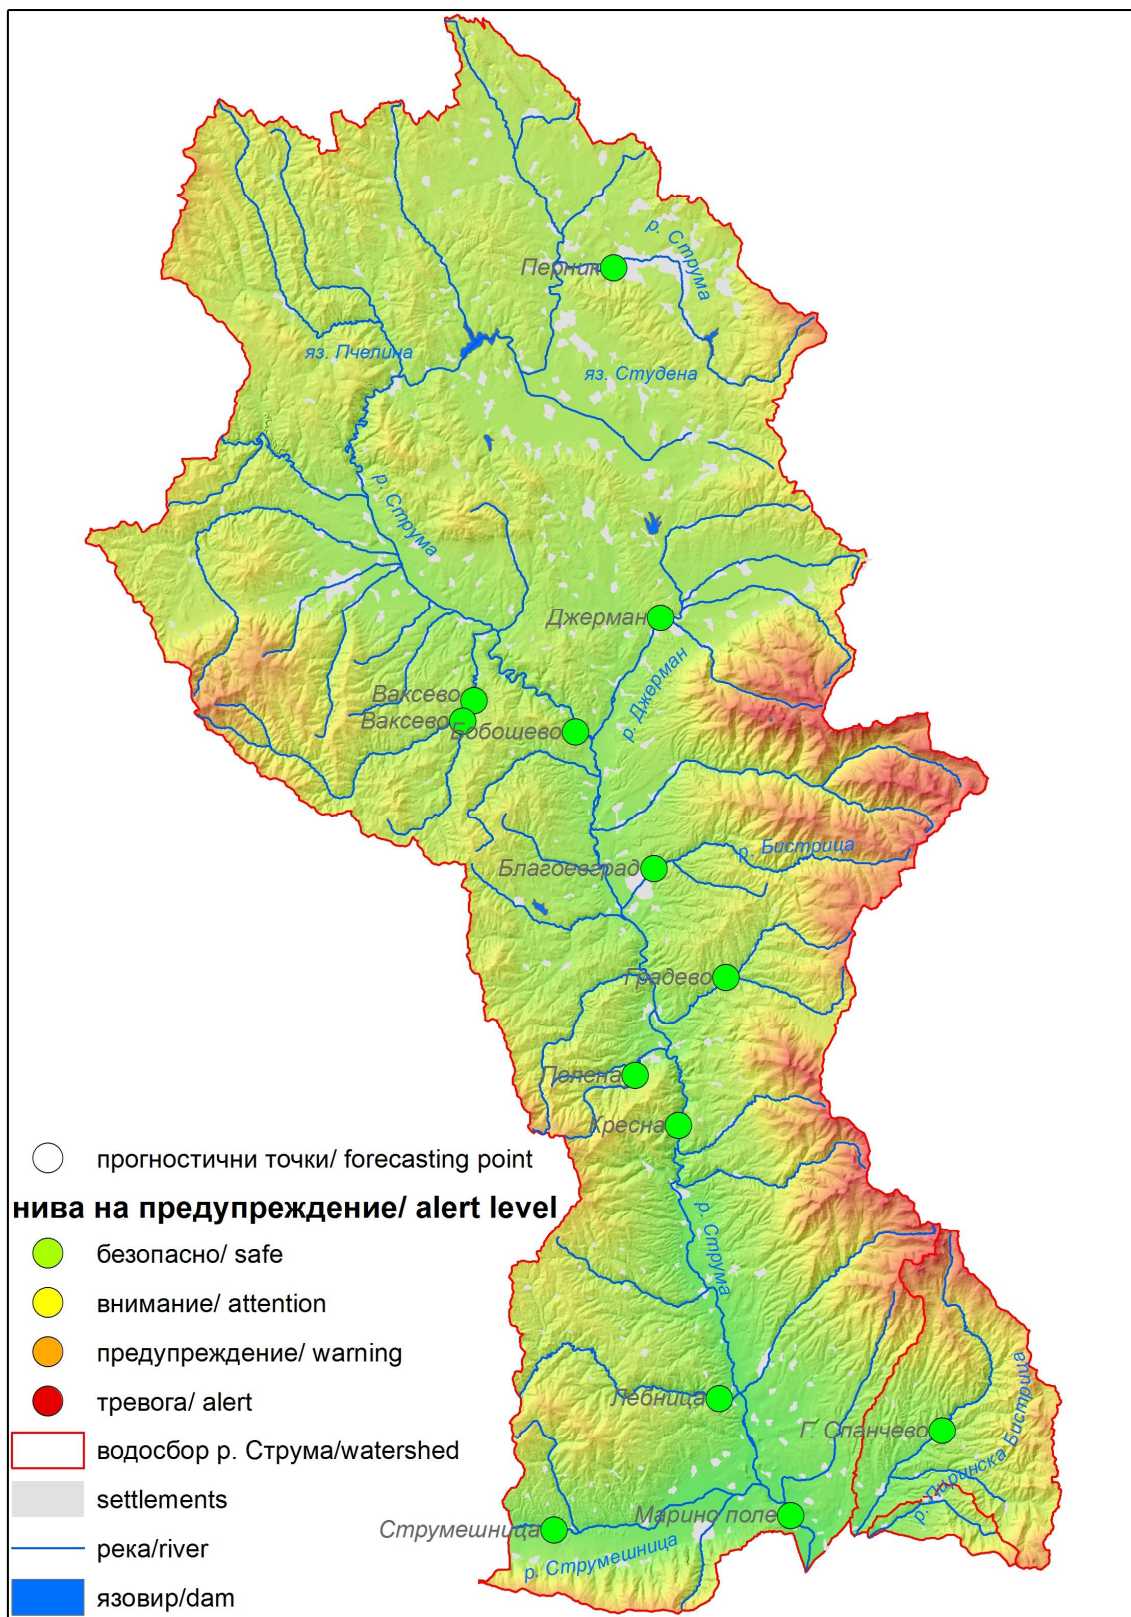 р. Струма
Перник
яз. Пчелина
яз. Студена
р. Струма
Джерман
р. Джерман
Ваксево
Ваксево
Бобошево
р. Бистрица
Благоевград
Градево
Полена
Кресна
прогностични точки/ forecasting point
нива на предупреждение/ alert level
р. Струма
безопасно/ safe
внимание/ attention
предупреждение/ warning
тревога/ alert
Лебница
Г. Спанчево
р. Пиринска Бистрица
водосбор р. Струма/watershed
settlements
Марино поле
Струмешница
р. Струмешница
река/river
язовир/dam